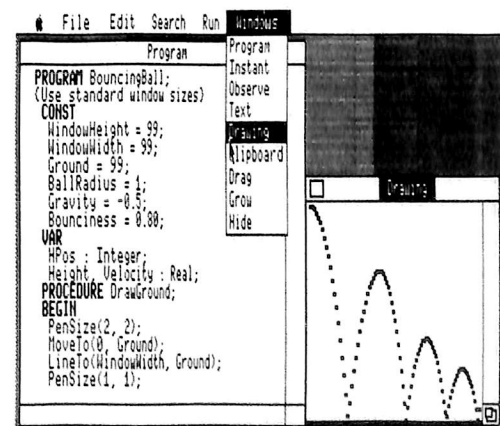 File Edit Search Run Windows
Program
PROGRAM BouncingBall;
(Use standard window sizes)
CONST
WindowHeight = 99;
WindowWidth = 99;
Ground = 99;
BallRadius = 1;
Gravity = -0.5;
Bounciness = 0.80;
VAR
HPos : Integer;
Height, Velocity : Real;
PROCEDURE DrawGround;
BEGIN
PenSize(2, 2);
MoveTo(0, Ground);
LineTo(WindowWidth, Ground);
PenSize(1, 1);
Program
Instant
Observe
Text
Drawing
Clipboard
Drag
Grow
Hide
Drawing